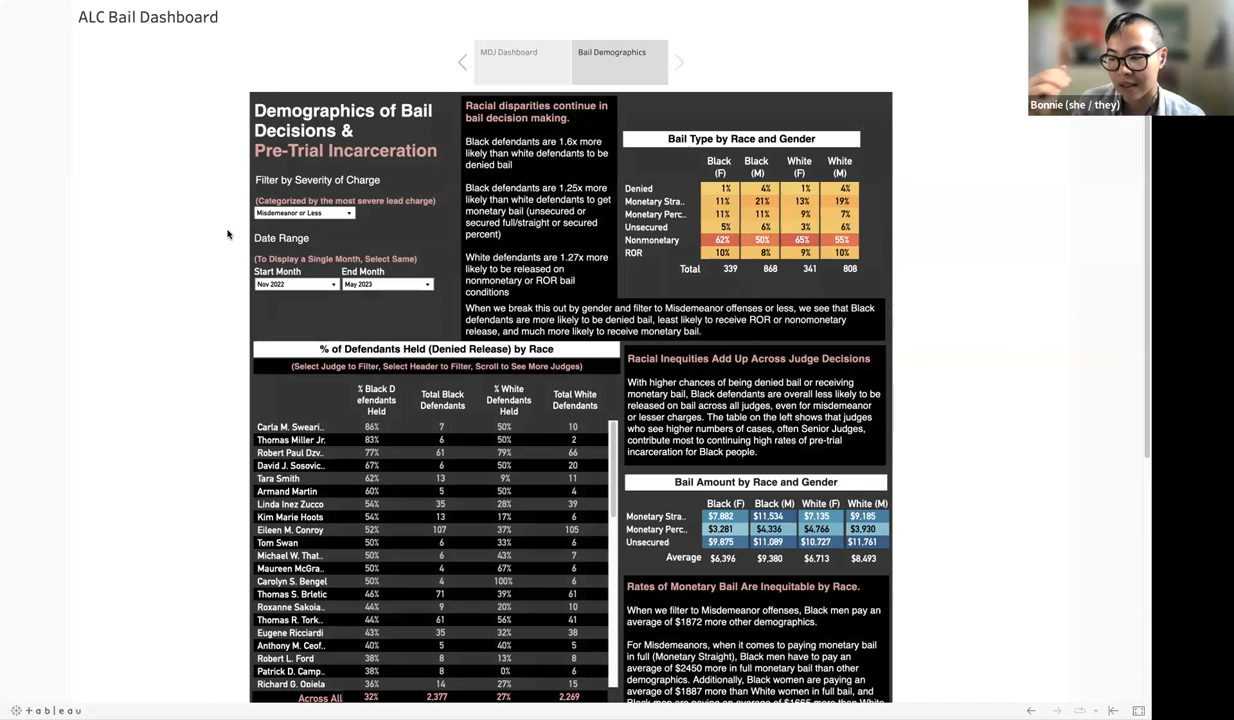 ALC Bail Dashboard
MDJ Dashboard
Bail Demographics
Bonnie (she / they)
Demographics of Bail
Decisions &
Pre-Trial Incarceration
Filter by Severity of Charge
(Categorized by the most severe lead charge)
Misdemeanor or Less
Date Range
(To Display a Single Month, Select Same)
Start Month End Month
Nov 2022 May 2023
Racial disparities continue in
bail decision making.
Black defendants are 1.6x more
likely than white defendants to be
denied bail
Black defendants are 1.25x more
likely than white defendants to get
monetary bail (unsecured or
secured full/straight or secured
percent)
White defendants are 1.27x more
likely to be released on
nonmonetary or ROR bail
conditions
When we break this out by gender and filter to Misdemeanor offenses or less, we see that Black
defendants are more likely to be denied bail, least likely to receive ROR or nonomonetary
release, and much more likely to receive monetary bail.
Bail Type by Race and Gender
Black Black White White
(F) (M) (F) (M)
Denied 1% 4% 1% 4%
Monetary Stra.. 11% 21% 13% 19%
Monetary Perc.. 11% 11% 9% 7%
Unsecured 5% 6% 3% 6%
Nonmonetary 62% 50% 65% 55%
ROR 10% 8% 9% 10%
Total 339 868 341 808
% of Defendants Held (Denied Release) by Race
(Select Judge to Filter, Select Header to Filter, Scroll to See More Judges)
% Black D
efendants
Held
Total Black
Defendants
% White
Defendants
Held
Total White
Defendants
Carla M. Sweari.. 86% 7 50% 10
Thomas Miller Jr. 83% 6 50% 2
Robert Paul Dzv.. 77% 61 79% 66
David J. Sosovic.. 67% 6 50% 20
Tara Smith 62% 13 9% 11
Armand Martin 60% 5 50% 4
Linda Inez Zucco 54% 35 28% 39
Kim Marie Hoots 54% 13 17% 6
Eileen M. Conroy 52% 107 37% 105
Tom Swan 50% 6 33% 6
Michael W. That.. 50% 6 43% 7
Maureen McGra.. 50% 4 67% 6
Carolyn S. Bengel 50% 4 100% 6
Thomas S. Brletic 46% 71 39% 61
Roxanne Sakoia.. 44% 9 20% 10
Thomas R. Tork.. 44% 61 56% 41
Eugene Ricciardi 43% 35 32% 38
Anthony M. Ceof.. 40% 5 40% 5
Robert L. Ford 38% 8 13% 8
Patrick D. Camp.. 38% 8 0% 6
Richard G. Opiela 36% 14 27% 15
Across All 32% 2,377 27% 2,269
Racial Inequities Add Up Across Judge Decisions
With higher chances of being denied bail or receiving
monetary bail, Black defendants are overall less likely to be
released on bail across all judges, even for misdemeanor
or lesser charges. The table on the left shows that judges
who see higher numbers of cases, often Senior Judges,
contribute most to continuing high rates of pre-trial
incarceration for Black people.
Bail Amount by Race and Gender
Black (F) Black (M) White (F) White (M)
Monetary Stra.. $7,882 $11,534 $7,135 $9,185
Monetary Perc.. $3,281 $4,336 $4,766 $3,930
Unsecured $9,875 $11,089 $10,727 $11,761
Average $6,396 $9,380 $6,713 $8,493
Rates of Monetary Bail Are Inequitable by Race.
When we filter to Misdemeanor offenses, Black men pay an
average of $1872 more other demographics.
For Misdemeanors, when it comes to paying monetary bail
in full (Monetary Straight), Black men have to pay an
average of $2450 more in full monetary bail than other
demographics. Additionally, Black women are paying an
average of $1887 more than White women in full bail, and
Black men are paying an average of $1665 more than White
+ a b l e a u